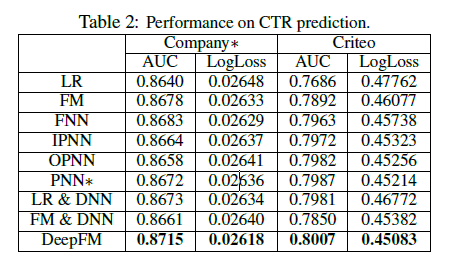 Table 2: Performance on CTR prediction.
Company* Criteo
AUC LogLoss AUC LogLoss
LR 0.8640 0.02648 0.7686 0.47762
FM 0.8678 0.02633 0.7892 0.46077
FNN 0.8683 0.02629 0.7963 0.45738
IPNN 0.8664 0.02637 0.7972 0.45323
OPNN 0.8658 0.02641 0.7982 0.45256
PNN* 0.8672 0.02636 0.7987 0.45214
LR & DNN 0.8673 0.02634 0.7981 0.46772
FM & DNN 0.8661 0.02640 0.7850 0.45382
DeepFM 0.8715 0.02618 0.8007 0.45083